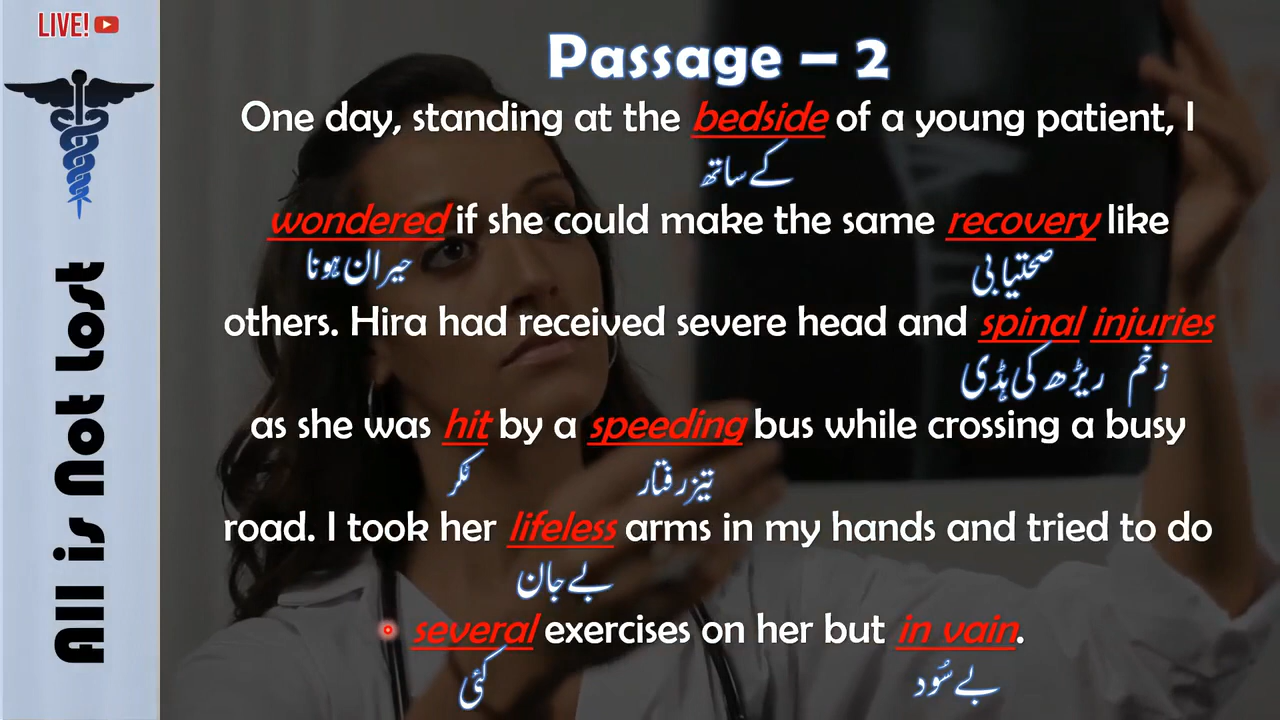 LIVE!
All is Not Lost
Passage – 2
One day, standing at the bedside of a young patient, I
کے ساتھ
wondered if she could make the same recovery like
حیران ہونا صحتیابی
others. Hira had received severe head and spinal injuries
ریڑھ کی ہڈی زخم
as she was hit by a speeding bus while crossing a busy
ٹکر تیز رفتار
road. I took her lifeless arms in my hands and tried to do
بے جان
several exercises on her but in vain.
کئی بے سُود